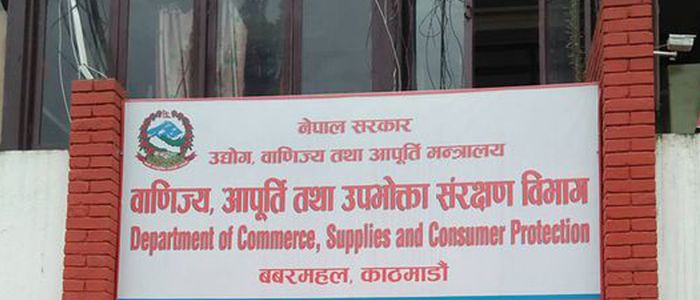 नेपाल सरकार
उद्योग, वाणिज्य तथा आपूर्ति मन्त्रालय
वाणिज्य, आपूर्ति तथा उपभोक्ता संरक्षण विभाग
Department of Commerce, Supplies and Consumer Protection
बबरमहल, काठमाडौं